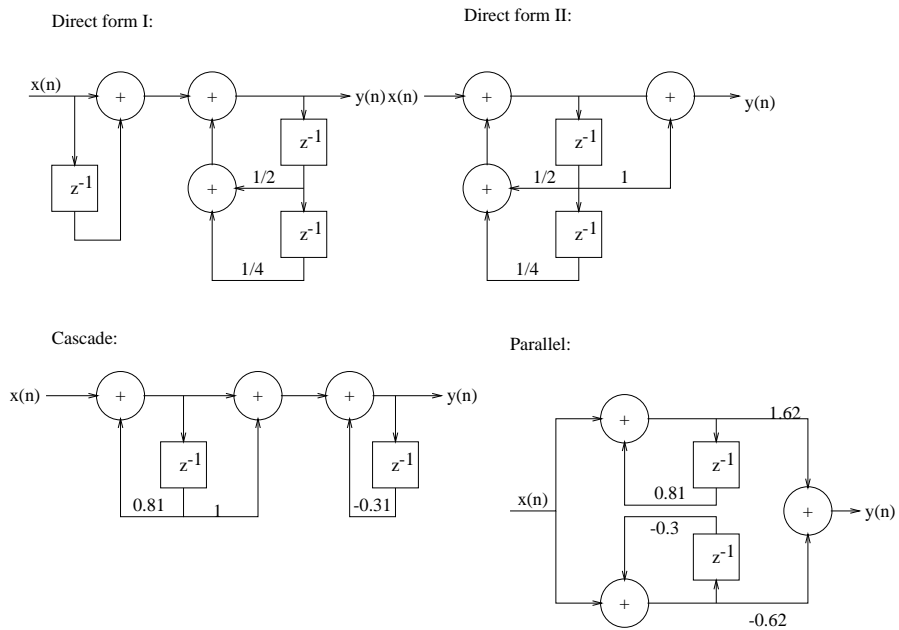 Direct form I:
x(n)
+
+
y(n)
z-1
z-1
1/2
+
z-1
1/4
Direct form II:
x(n)
+
+
y(n)
z-1
1/2
1
+
z-1
1/4
Cascade:
x(n)
+
+
+
y(n)
z-1
z-1
0.81
1
-0.31
Parallel:
+
1.62
z-1
0.81
x(n)
+
y(n)
-0.3
z-1
+
-0.62